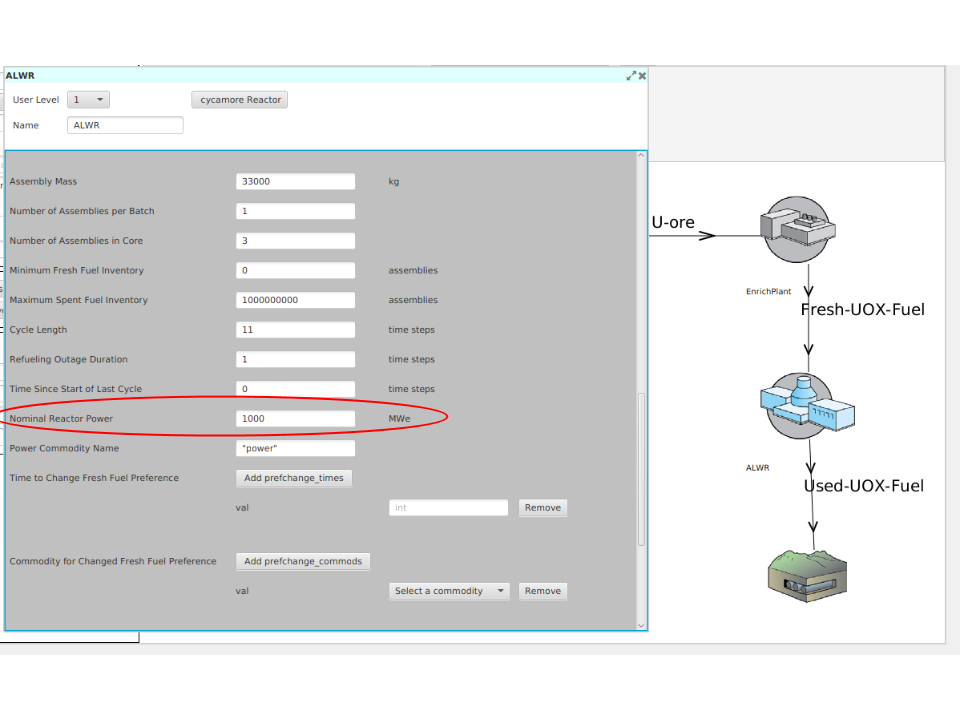 ALWR
User Level 1 cycamore Reactor
Name ALWR
Assembly Mass 33000 kg
Number of Assemblies per Batch 1
Number of Assemblies in Core 3
Minimum Fresh Fuel Inventory 0 assemblies
Maximum Spent Fuel Inventory 1000000000 assemblies
Cycle Length 11 time steps
Refueling Outage Duration 1 time steps
Time Since Start of Last Cycle 0 time steps
Nominal Reactor Power 1000 MWe
Power Commodity Name "power"
Time to Change Fresh Fuel Preference Add prefchange_times
val int Remove
Commodity for Changed Fresh Fuel Preference Add prefchange_commods
val Select a commodity Remove
U-ore
EnrichPlant
Fresh-UOX-Fuel
ALWR
Used-UOX-Fuel